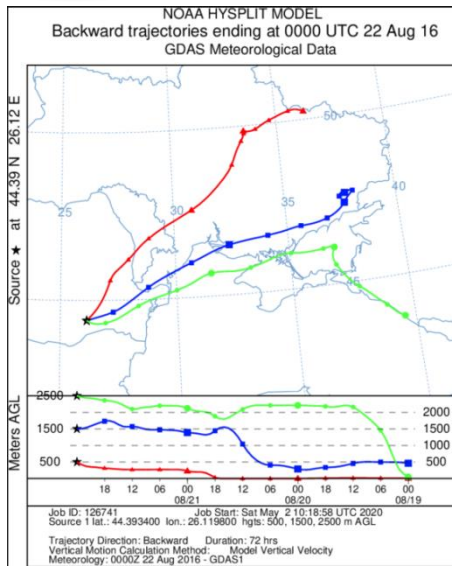 NOAA HYSPLIT MODEL
Backward trajectories ending at 0000 UTC 22 Aug 16
GDAS Meteorological Data
Source ★ at 44.39 N 26.12 E
50
40
35
30
25
45
Meters AGL
2500
1500
500
2000
1500
1000
500
18 12 06 00 18 12 06 00 18 12 06 00
08/21 08/20 08/19
Job ID: 126741 Job Start: Sat May 2 10:18:58 UTC 2020
Source 1 lat.: 44.393400 lon.: 26.119800 hgts: 500, 1500, 2500 m AGL
Trajectory Direction: Backward Duration: 72 hrs
Vertical Motion Calculation Method: Model Vertical Velocity
Meteorology: 0000Z 22 Aug 2016 - GDAS1